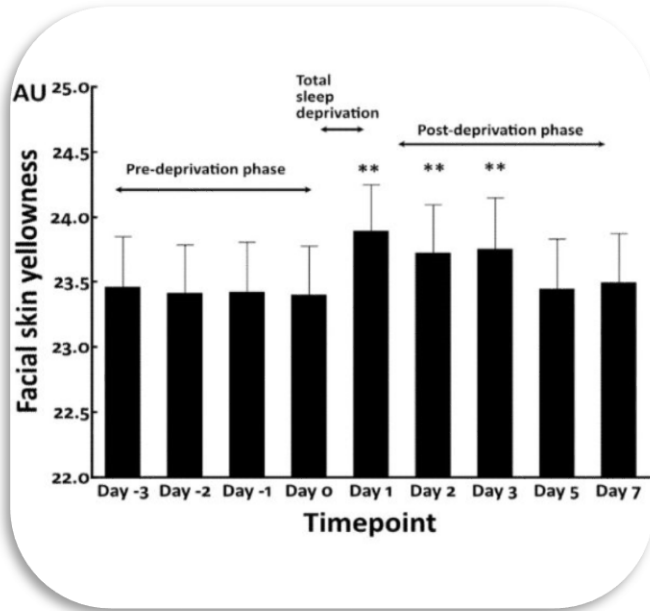 AU
25.0
Total
sleep
deprivation
Post-deprivation phase
24.5
Pre-deprivation phase
** ** **
24.0
23.5
23.0
22.5
22.0
Facial skin yellowness
Day -3 Day -2 Day -1 Day 0 Day 1 Day 2 Day 3 Day 5 Day 7
Timepoint